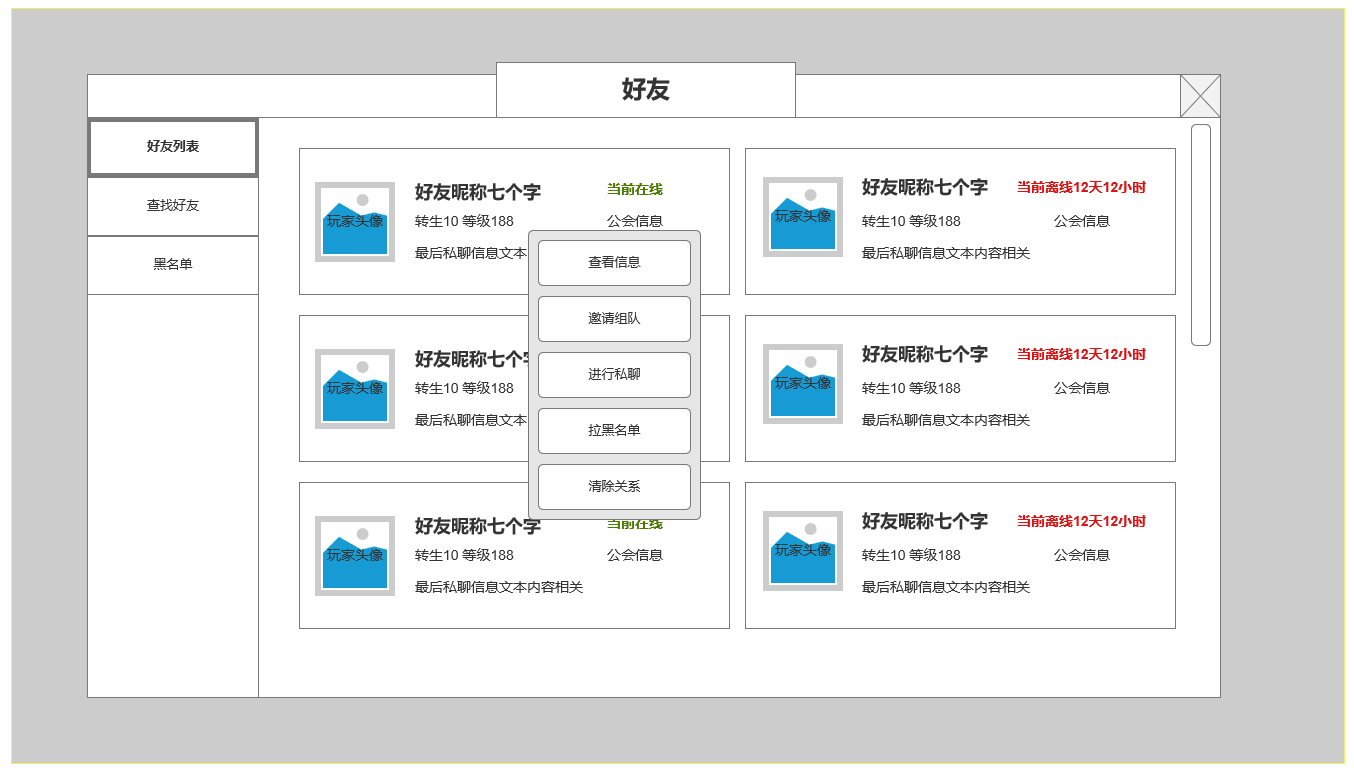 好友
好友列表
查找好友
黑名单
玩家头像
好友昵称七个字
当前在线
转生10 等级188
公会信息
最后私聊信息文本
玩家头像
好友昵称七个字
当前离线12天12小时
转生10 等级188
公会信息
最后私聊信息文本内容相关
查看信息
邀请组队
进行私聊
拉黑名单
清除关系
玩家头像
好友昵称七个字
转生10 等级188
最后私聊信息文本
玩家头像
好友昵称七个字
当前离线12天12小时
转生10 等级188
公会信息
最后私聊信息文本内容相关
玩家头像
好友昵称七个字
当前在线
转生10 等级188
公会信息
最后私聊信息文本内容相关
玩家头像
好友昵称七个字
当前离线12天12小时
转生10 等级188
公会信息
最后私聊信息文本内容相关